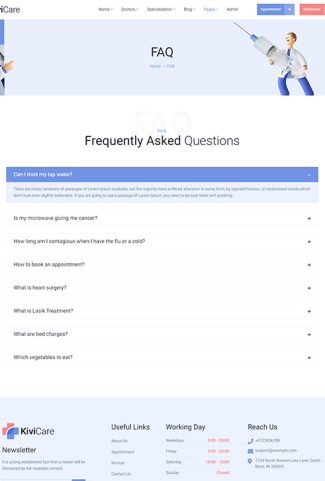 KiviCare
Home Doctors Specialization Blog Pages Admin Appointment + Dashboard
FAQ
Home > FAQ
FAQ
FAQ
Frequently Asked Questions
Can I trust my tap water? −
There are many variations of passages of Lorem Ipsum available, but the majority have suffered alteration in some form, by injected humour, or randomised words which
don't look even slightly believable. If you are going to use a passage of Lorem Ipsum, you need to be sure there isn't anything.
Is my microwave giving me cancer? +
How long am I contagious when I have the flu or a cold? +
How to book an appointment? +
What is heart surgery? +
What is Lasik Treatment? +
What are bed charges? +
Which vegetables to eat? +
KiviCare
Newsletter
It is a long established fact that a reader will be
distracted by the readable content.
Useful Links
About Us
Appointment
Service
Contact Us
Working Day
Weekdays 9:00 - 20:00
Friday 9:00 - 20:00
Saturday 10:00 - 16:00
Sunday Closed
Reach Us
+0123456789
support@example.com
1234 North Avenue Luke Lane, South
Bend, IN 360001